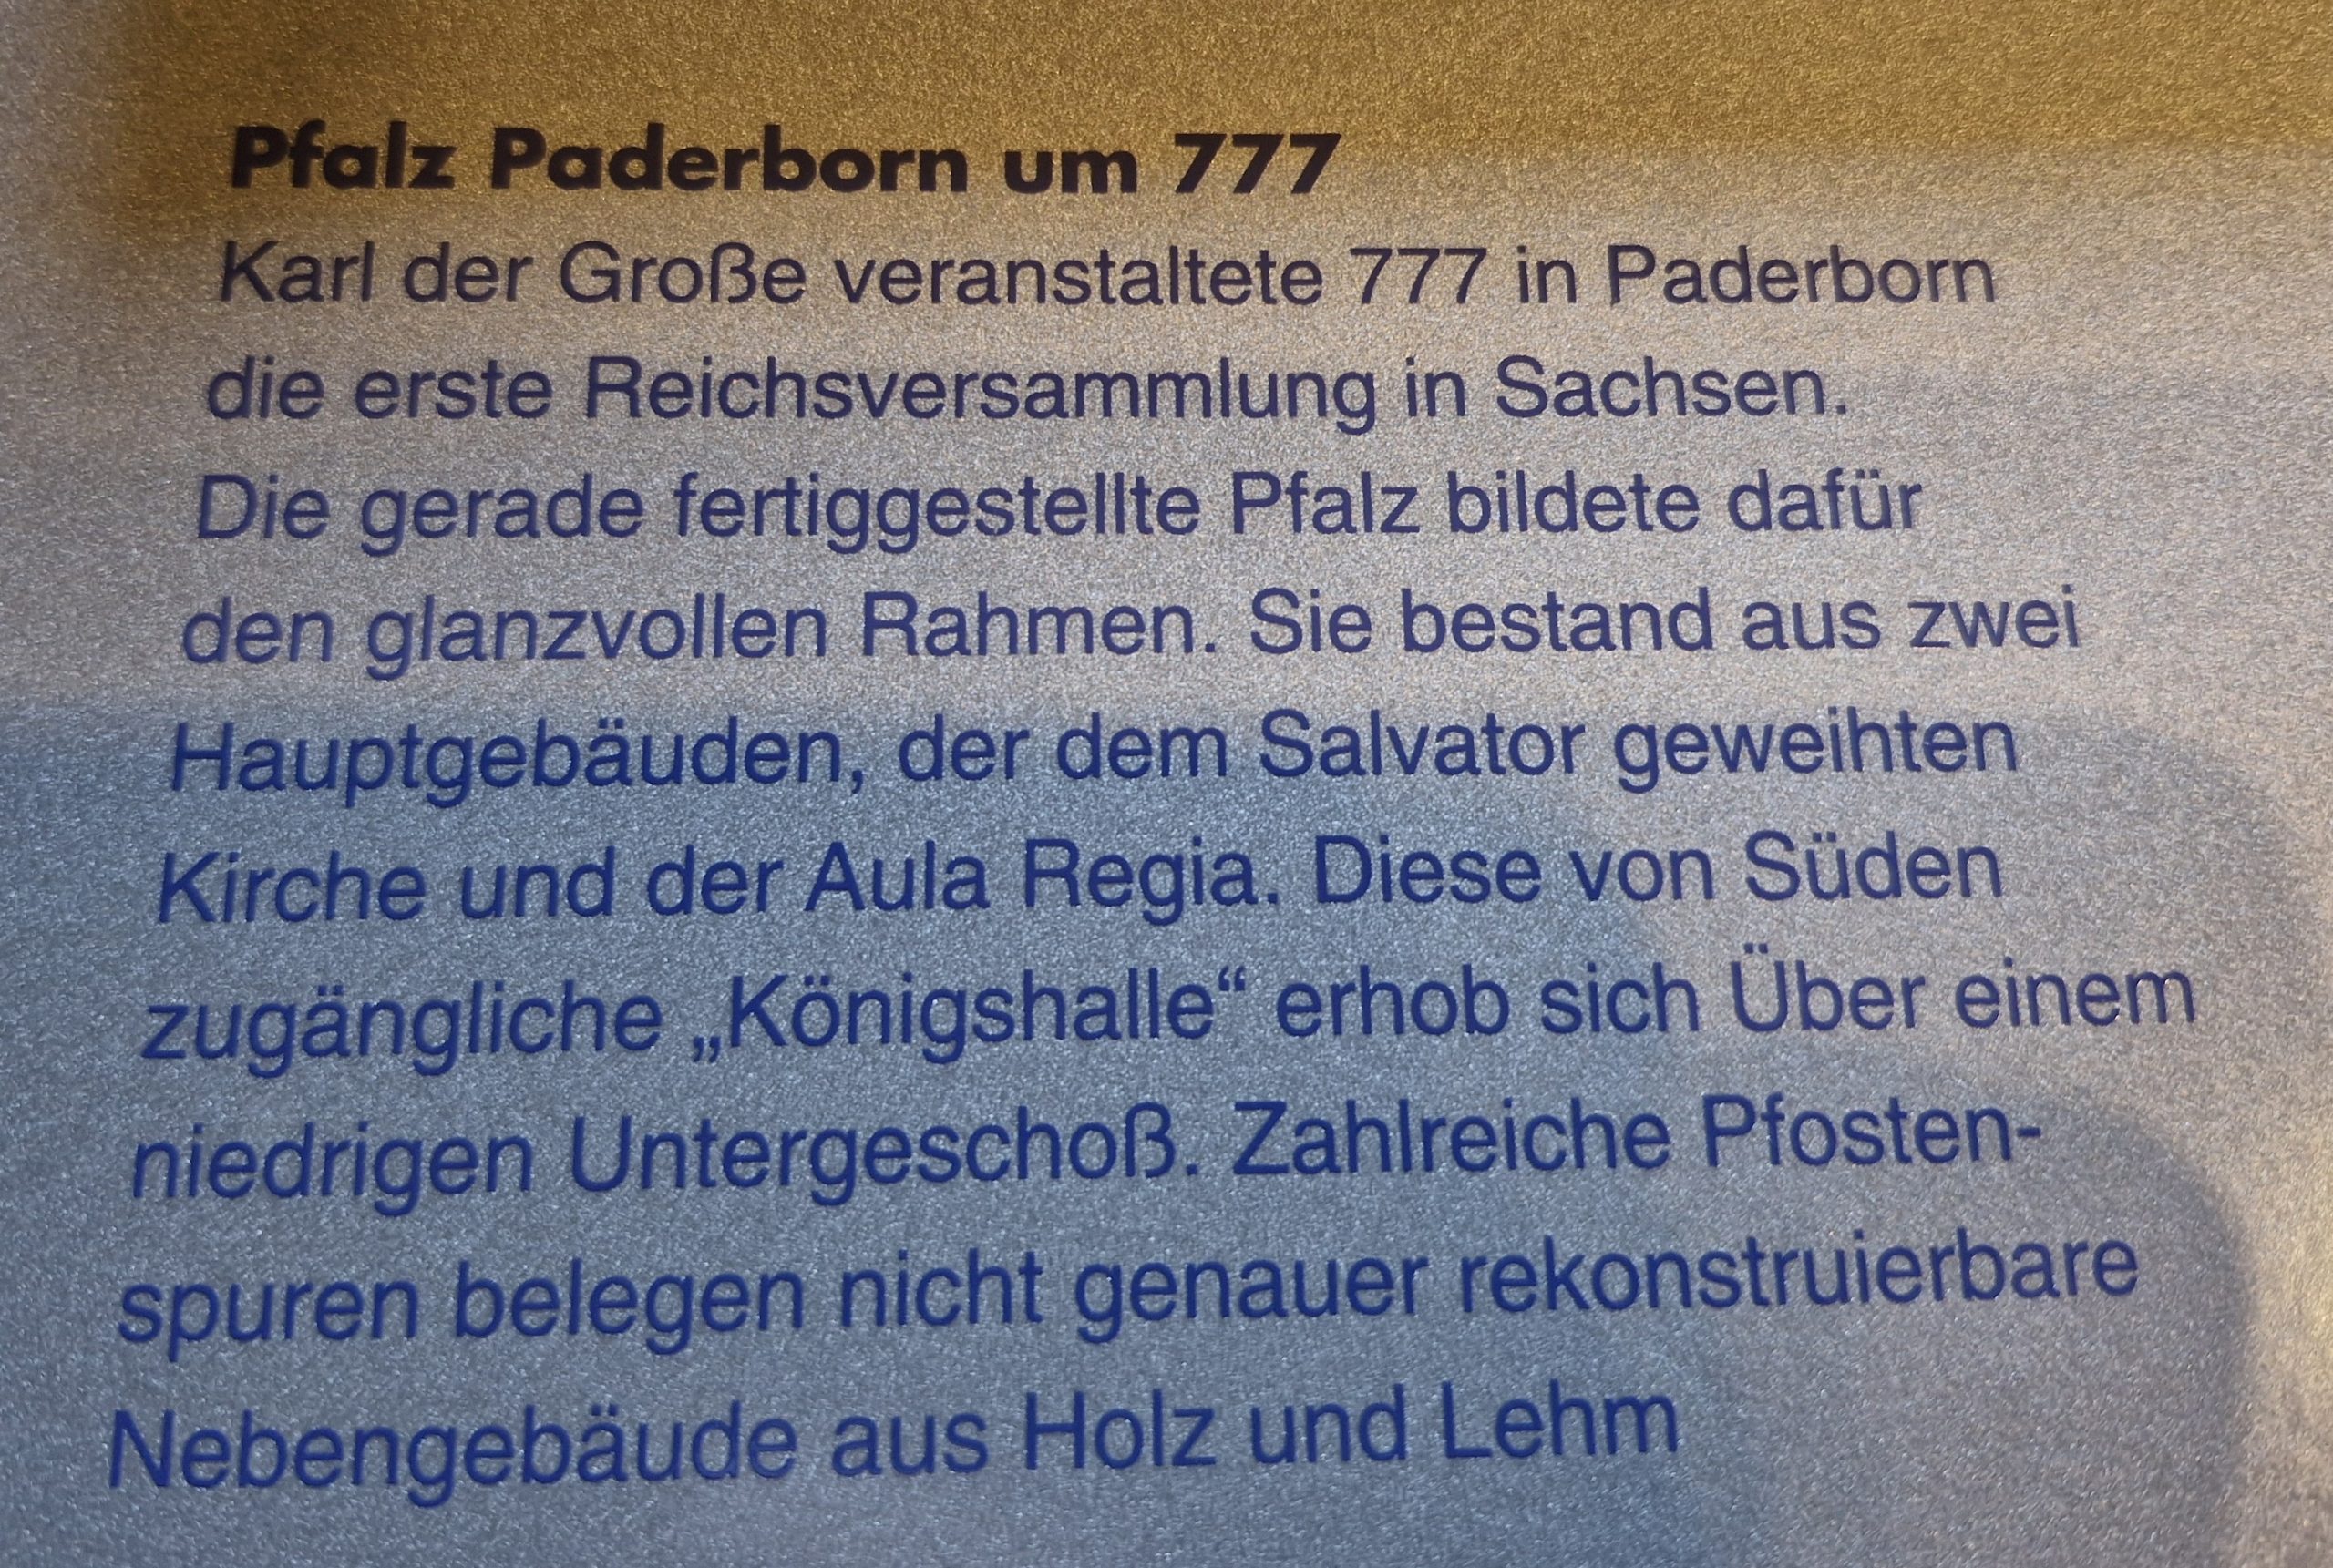 Pfalz Paderborn um 777
Karl der Große veranstaltete 777 in Paderborn
die erste Reichsversammlung in Sachsen.
Die gerade fertiggestellte Pfalz bildete dafür
den glanzvollen Rahmen. Sie bestand aus zwei
Hauptgebäuden, der dem Salvator geweihten
Kirche und der Aula Regia. Diese von Süden
zugängliche „Königshalle“ erhob sich Über einem
niedrigen Untergeschoß. Zahlreiche Pfosten-
spuren belegen nicht genauer rekonstruierbare
Nebengebäude aus Holz und Lehm